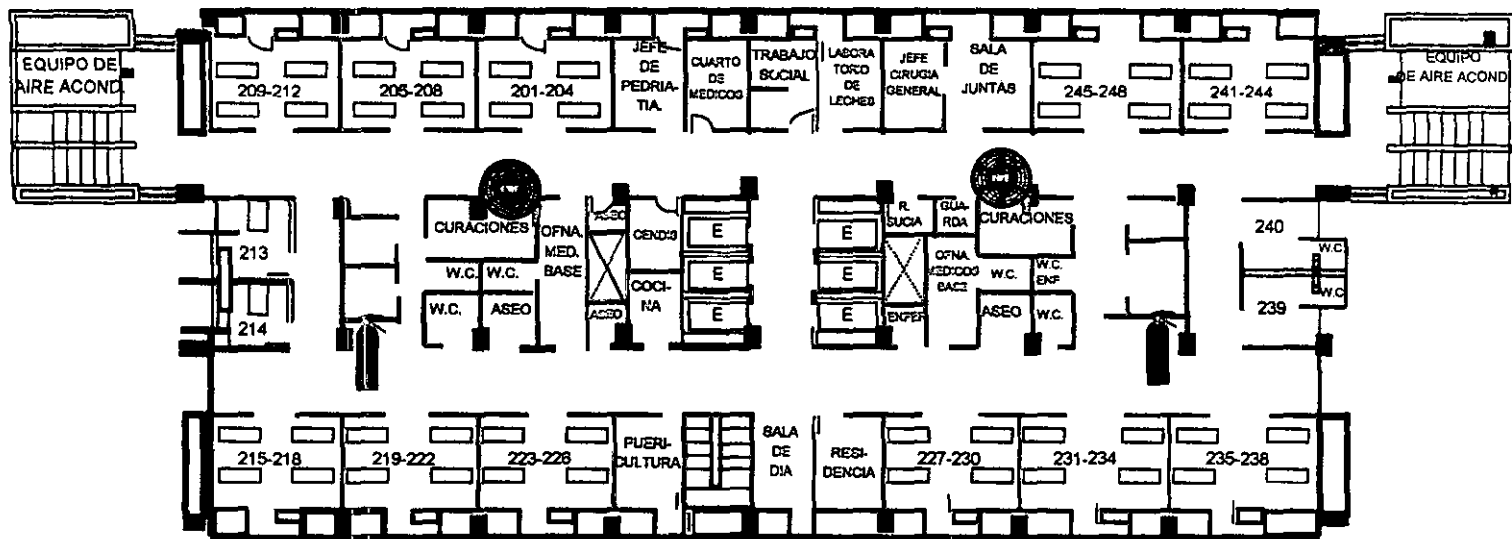 EQUIPO DE
AIRE ACOND.
209-212
205-208
201-204
JEFE
DE
PEDRIA-
TIA.
CUARTO
DE
MEDICOS
TRABAJO
SOCIAL
LABORA
TORIO DE
LECHES
JEFE
CIRUGIA
GENERAL
SALA
DE
JUNTAS
245-248
241-244
EQUIPO
DE AIRE ACOND.
213
214
CURACIONES
W.C.
W.C.
W.C.
ASEO
OFNA.
MED.
BASE
ASEO
ASEO
CENDIS
COCI-
NA
E
E
E
E
E
E
R.
SUCIA
GUA-
RDA
CURACIONES
OFNA.
MEDICOS
BASE
ENFER
W.C.
W.C.
ENF
ASEO
W.C.
240
W.C.
239
W.C.
215-218
219-222
223-226
PUERI-
CULTURA
SALA
DE
DIA
RESI-
DENCIA
227-230
231-234
235-238